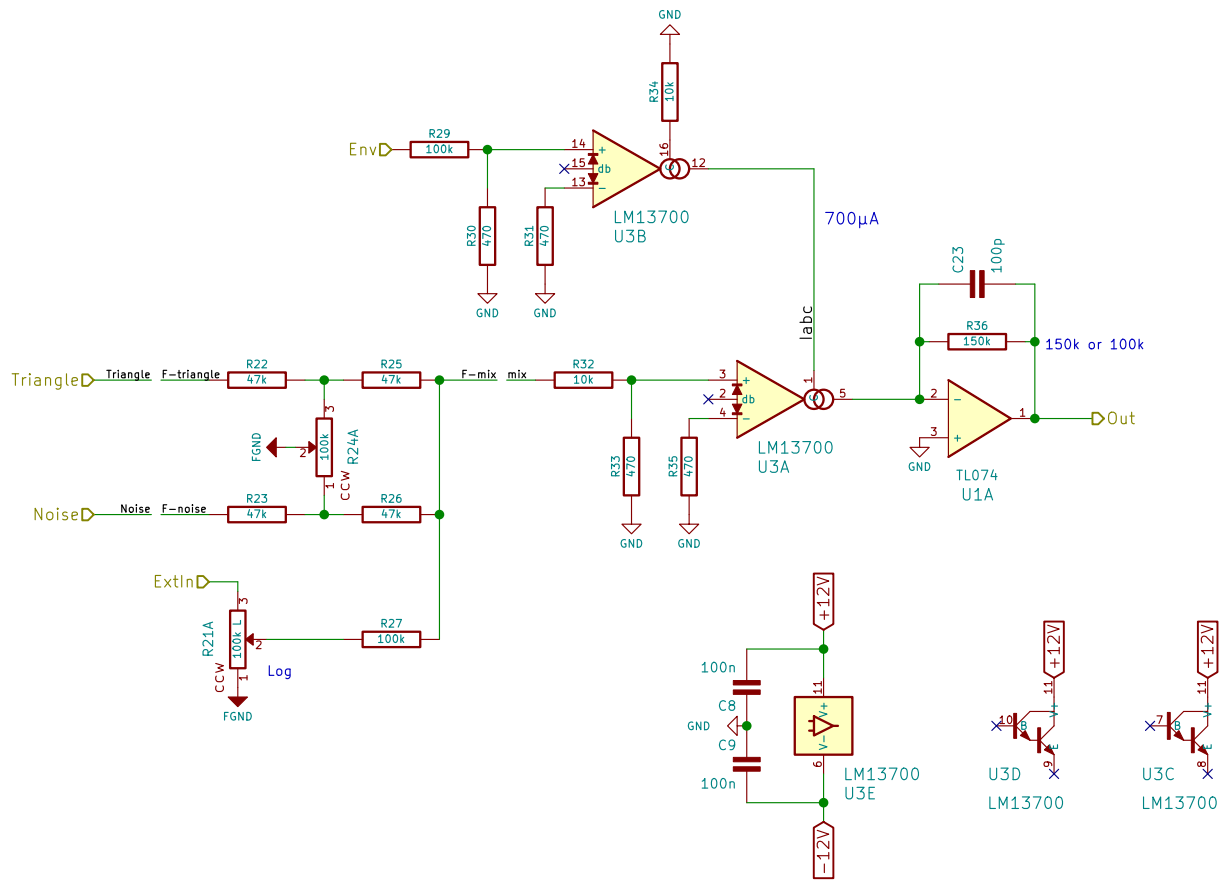 GND
R34
10k
16
Env
R29
100k
14
+
15
db
13
-
C
12
LM13700
U3B
R30
470
R31
470
GND
GND
700µA
Iabc
C23
100p
R36
150k
150k or 100k
Triangle
Triangle
F-triangle
R22
47k
R25
47k
F-mix
mix
R32
10k
3
+
2
db
4
-
1
C
5
LM13700
U3A
2
-
3
+
1
Out
GND
TL074
U1A
FGND
3
2
1
100k
R24A
CCW
R33
470
R35
470
GND
GND
Noise
Noise
F-noise
R23
47k
R26
47k
ExtIn
3
R21A
100k L
2
CCW
1
Log
FGND
R27
100k
+12V
100n
C8
GND
C9
100n
11
V+
V-
6
LM13700
U3E
-12V
+12V
11
V+
10
B
E
9
U3D
LM13700
+12V
11
V+
7
B
E
8
U3C
LM13700